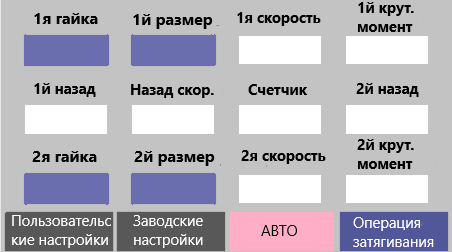 1я гайка
1й размер
1я скорость
1й крут.
момент
1й назад
Назад скор.
Счетчик
2й назад
2я гайка
2й размер
2я скорость
2й крут.
момент
Пользовательс
кие настройки
Заводские
настройки
АВТО
Операция
затягивания